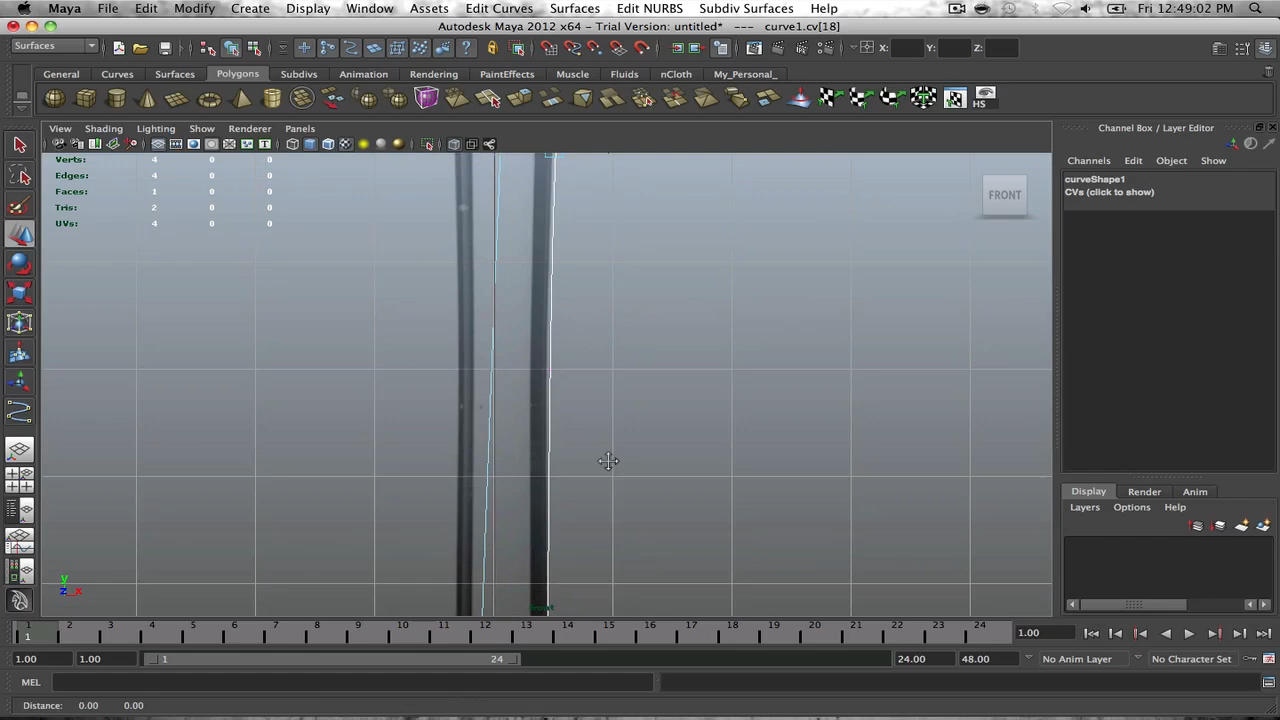 Maya File Edit Modify Create Display Window Assets Edit Curves Surfaces Edit NURBS Subdiv Surfaces Help Fri 12:49:02 PM
Autodesk Maya 2012 x64 - Trial Version: untitled* --- curve1.cv[18]
Surfaces X: Y: Z:
General Curves Surfaces Polygons Subdivs Animation Rendering PaintEffects Muscle Fluids nCloth My_Personal_
HS
View Shading Lighting Show Renderer Panels
Channel Box / Layer Editor
Channels Edit Object Show
curveShape1
CVs (click to show)
Verts: 4 0 0
Edges: 4 0 0
Faces: 1 0 0
Tris: 2 0 0
UVs: 4 0 0
FRONT
y
z x
front
Display Render Anim
Layers Options Help
1 2 3 4 5 6 7 8 9 10 11 12 13 14 15 16 17 18 19 20 21 22 23 24
1 1.00
1.00 1.00 1 24 24.00 48.00 No Anim Layer No Character Set
MEL
Distance: 0.00 0.00